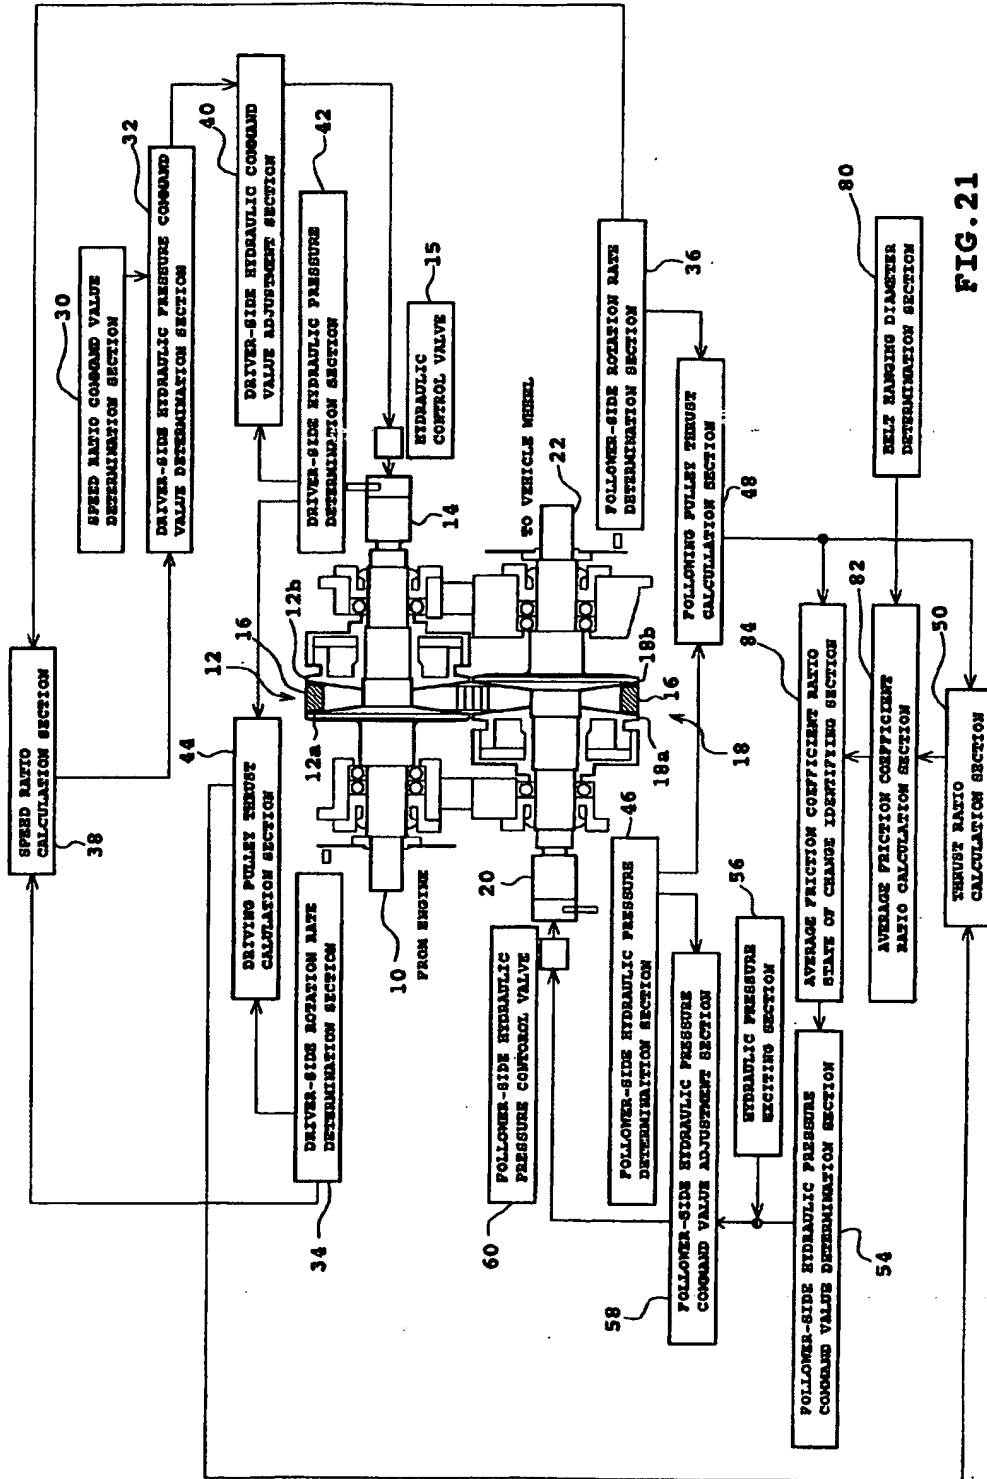 SPEED RATIO
CALCULATION SECTION
38
SPEED RATIO COMMAND VALUE
DETERMINATION SECTION
30
DRIVER-SIDE HYDRAULIC PRESSURE COMMAND
VALUE DETERMINATION SECTION
32
DRIVER-SIDE HYDRAULIC COMMAND
VALUE ADJUSTMENT SECTION
40
DRIVING PULLEY THRUST
CALULATION SECTION
44
DRIVER-SIDE HYDRAULIC PRESSURE
DETERMINATION SECTION
42
DRIVER-SIDE ROTATION RATE
DETERMINATION SECTION
34
12
16
12b
12a
HYDRAULIC
CONTROL VALVE
15
14
10
FROM ENGINE
TO VEHICLE WHEEL
22
20
FOLLOWER-SIDE HYDRAULIC
PRESSURE CONTOROL VALVE
60
18b
16
18a
18
FOLLOWER-SIDE ROTATION RATE
DETERMINATION SECTION
36
FOLLOWER-SIDE HYDRAULIC PRESSURE
DETERMINAITION SECTION
46
FOLLOWER-SIDE HYDRAULIC PRESSURE
COMMAND VALUE ADJUSTMENT SECTION
58
FOLLOWING PULLEY THRUST
CALCULLATION SECTION
48
HYDRAULIC PRESSURE
EXCITING SECTION
56
FOLLOWER-SIDE HYDRAULIC PRESSURE
COMMAND VALUE DETERMINATION SECTION
54
AVERAGE FRICTION COEFFICIENT RATIO
STATE OF CHANGE IDENTIFYING SECTION
84
AVERAGE FRICTION COEFFICIENT
RATIO CALCULATION SECTION
82
BELT HANGING DIAMETER
DETERMINATION SECTION
80
THRUST RATIO
CALCULATION SECTION
50
FIG.21